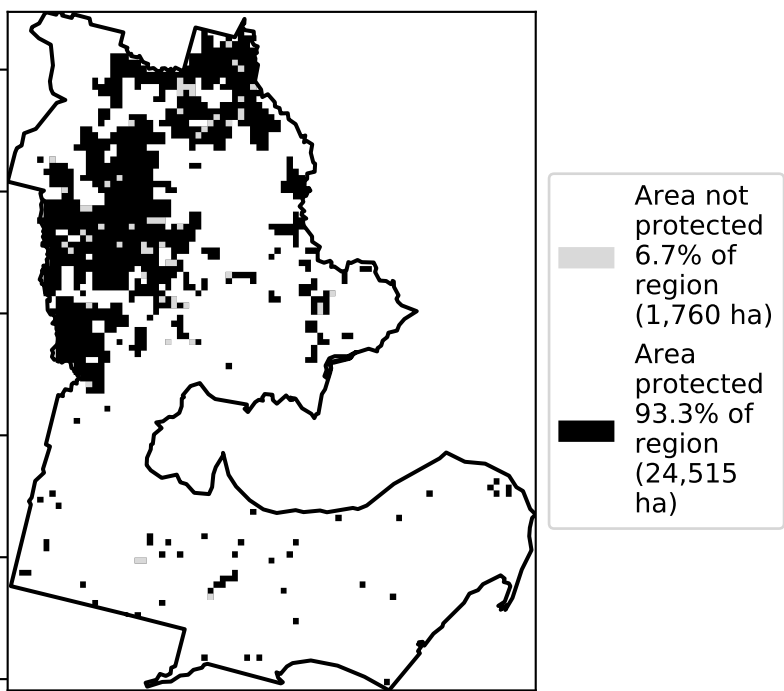 Area not
protected
6.7% of
region
(1,760 ha)
Area
protected
93.3% of
region
(24,515
ha)